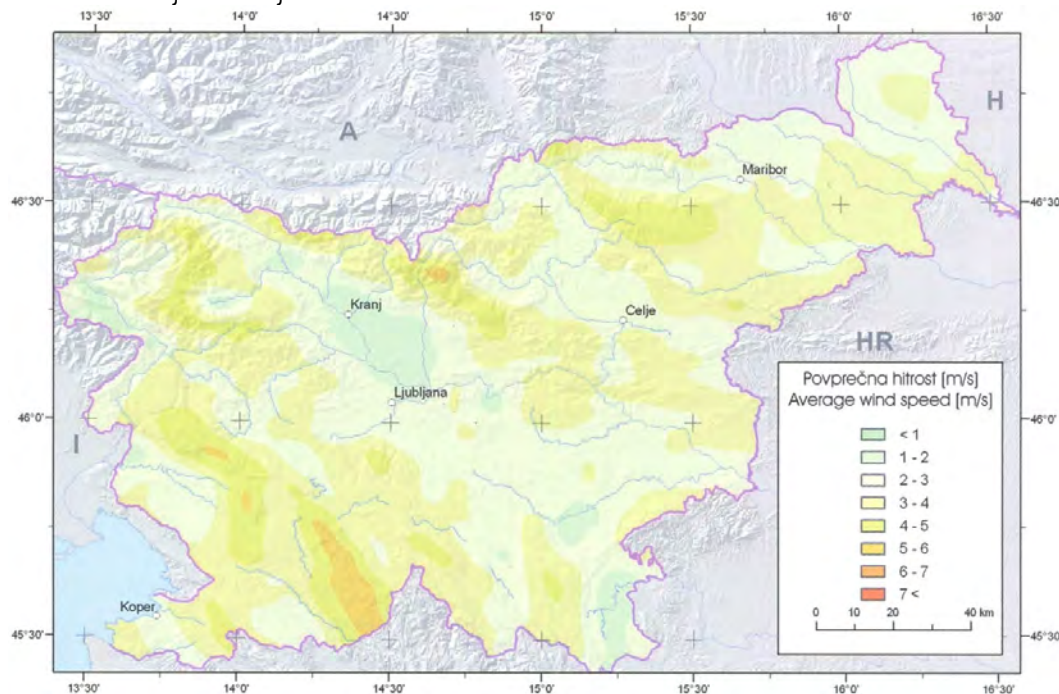 13°30' 14°0' 14°30' 15°0' 15°30' 16°0' 16°30'
H
A
Maribor
46°30' 46°30'
Kranj
Celje
HR
Povprečna hitrost [m/s]
Average wind speed [m/s]
Ljubljana
46°0' 46°0'
I
< 1
1 - 2
2 - 3
3 - 4
4 - 5
5 - 6
6 - 7
7 <
0 10 20 40 km
Koper
45°30' 45°30'
13°30' 14°0' 14°30' 15°0' 15°30' 16°0' 16°30'